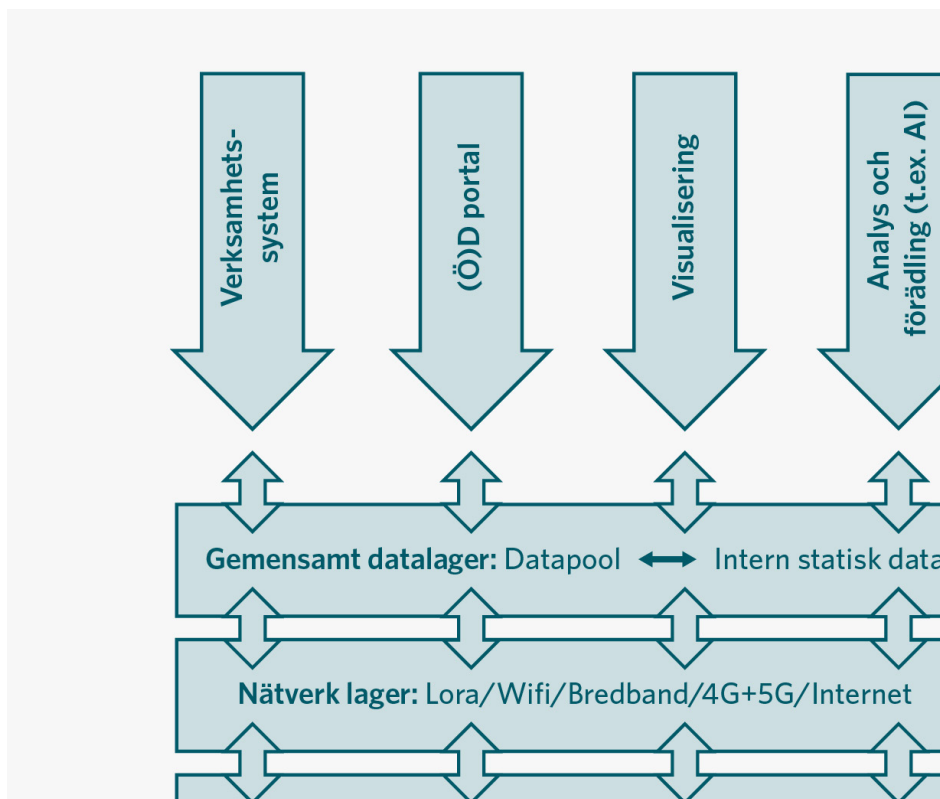 Verksamhets-
system
(Ö)D portal
Visualisering
Analys och
förädling (t.ex. AI)
Gemensamt datalager: Datapool Intern statisk data
Nätverk lager: Lora/Wifi/Bredband/4G+5G/Internet